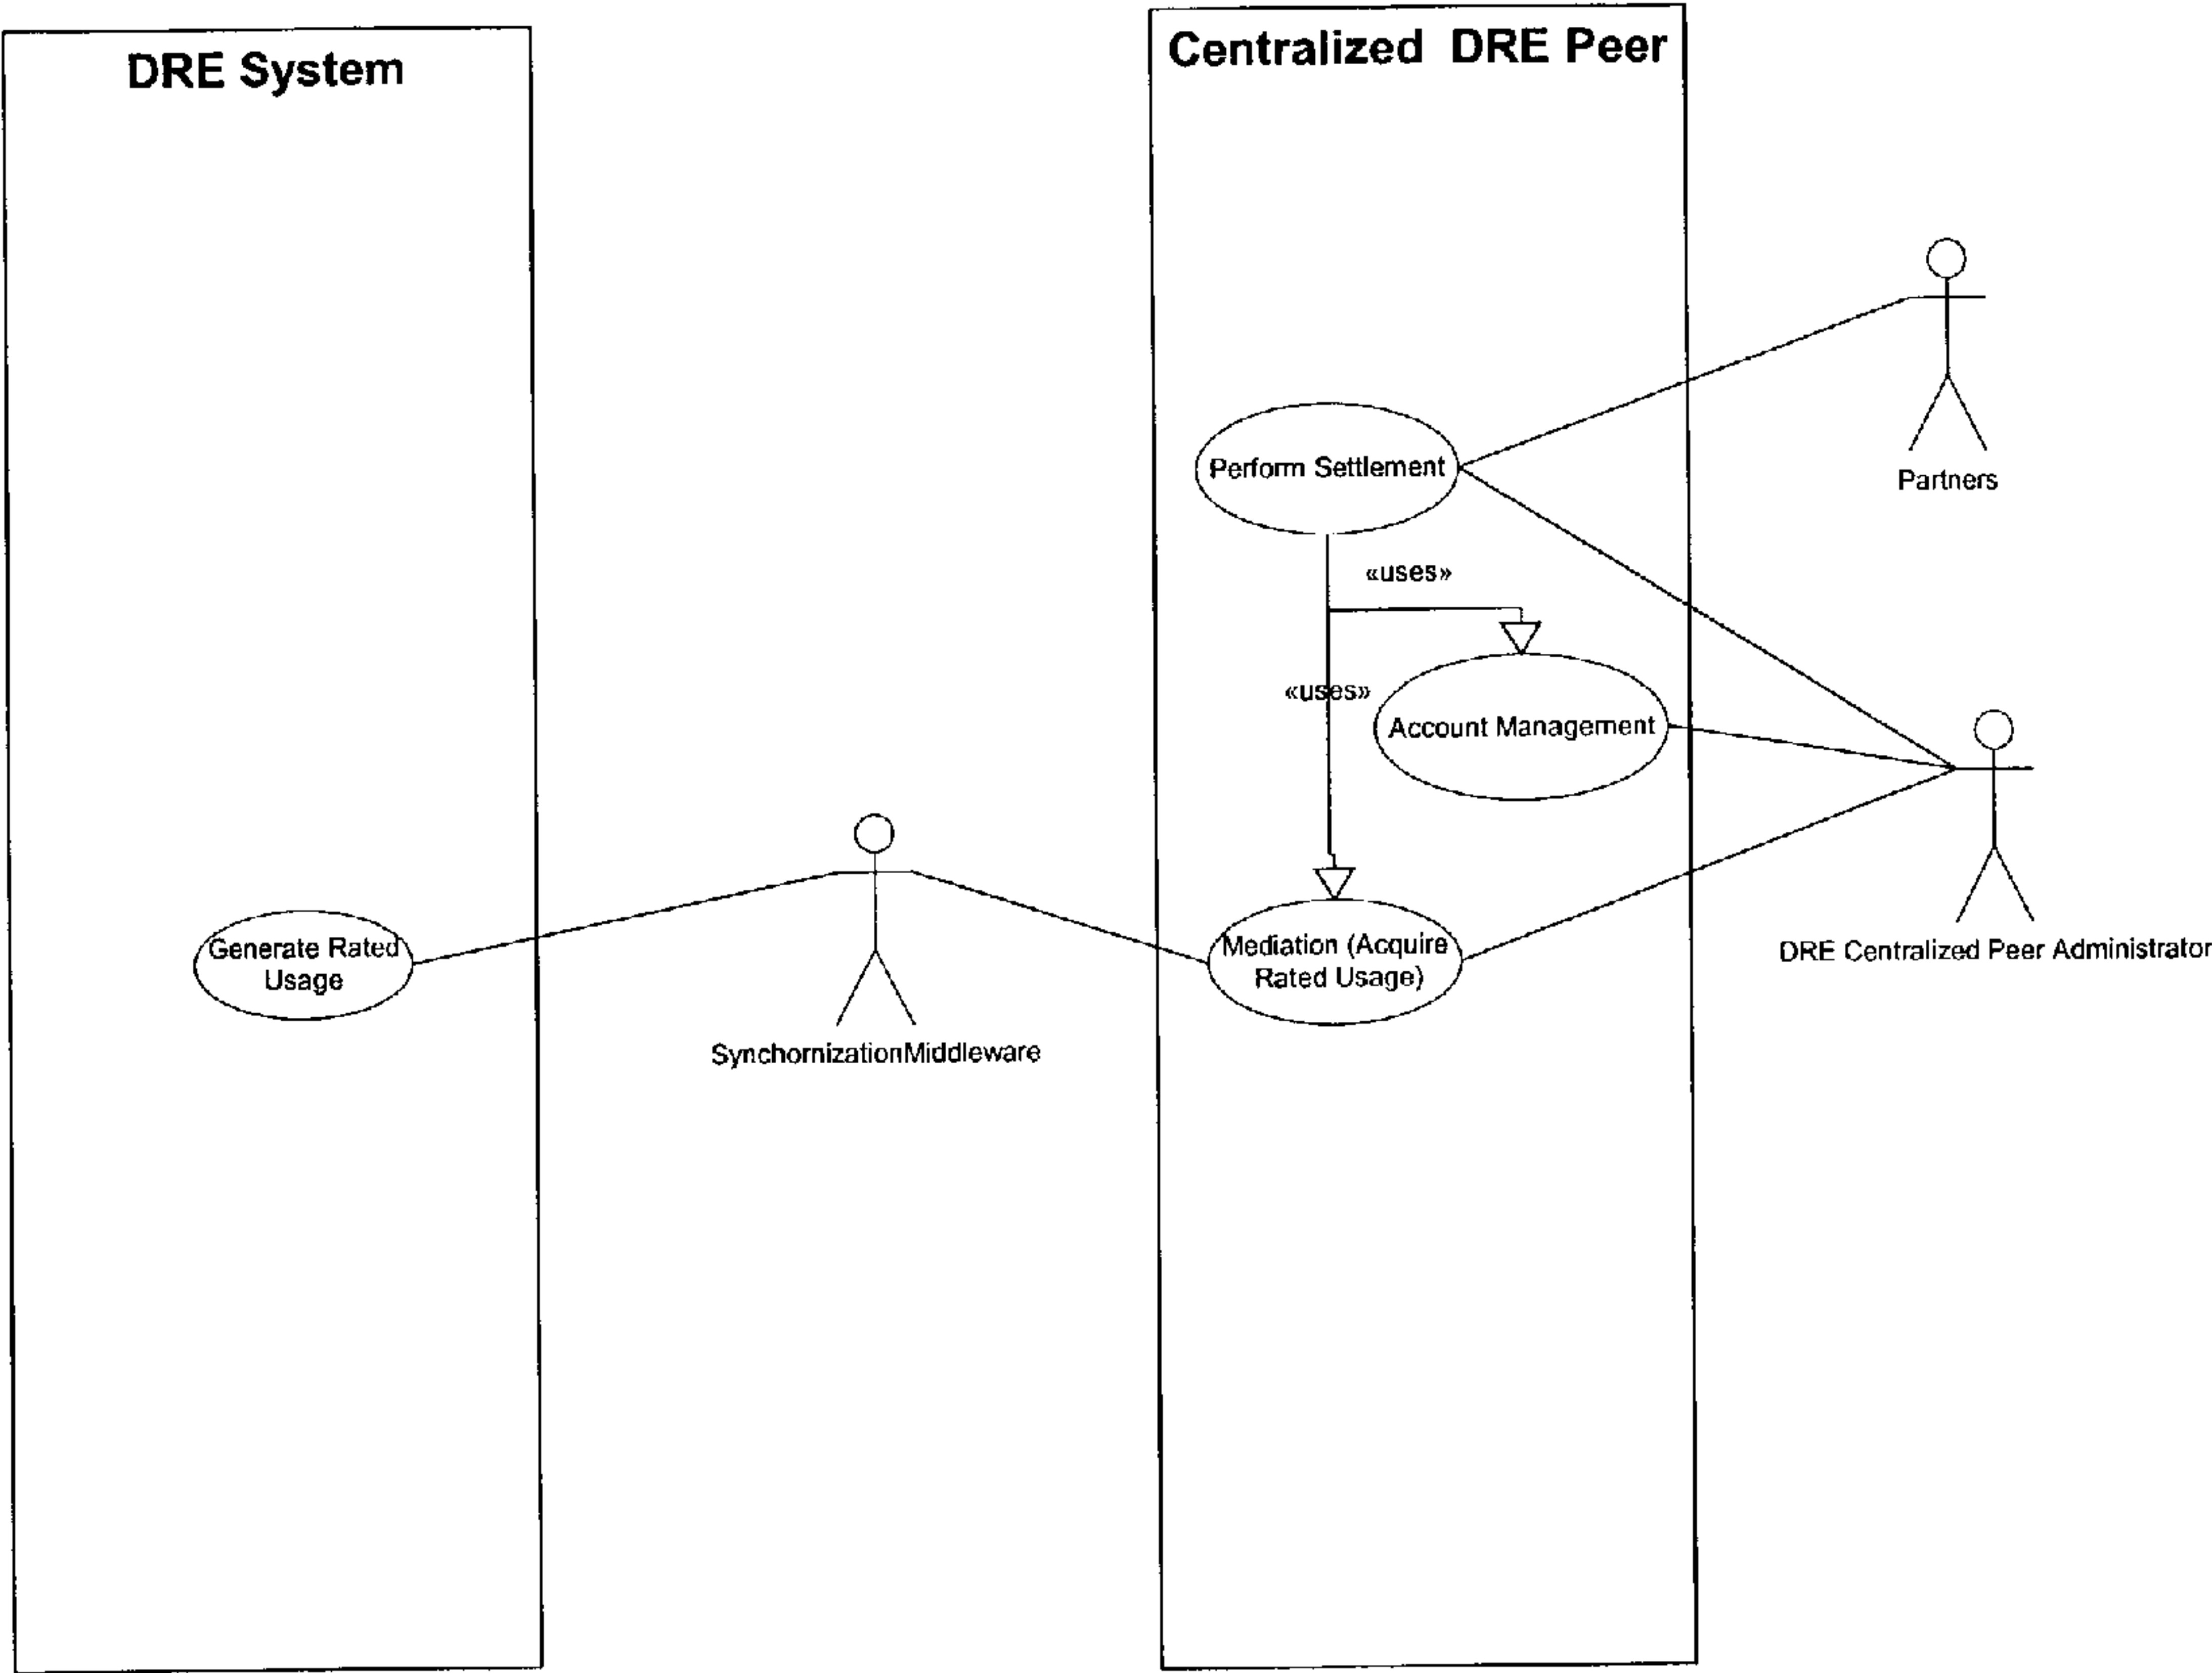 DRE System
Centralized DRE Peer
Partners
Perform Settlement
«uses»
«uses»
Account Management
Generate Rated
Usage
SynchornizationMiddleware
Mediation (Acquire
Rated Usage)
DRE Centralized Peer Administrator